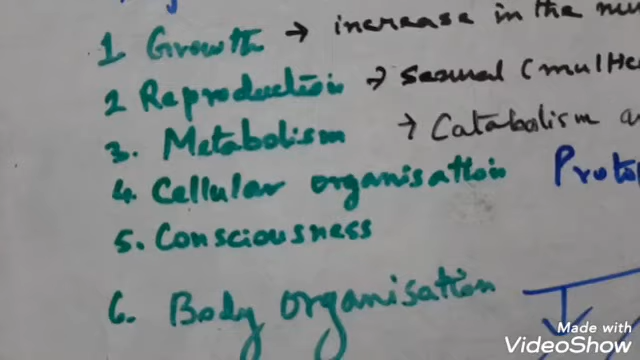 1 Growth → increase in the
2 Reproduction → sexual
3. Metabolism → Catabolism
4. Cellular organisation
5. Consciousness
6. Body organisation
Made with
VideoShow